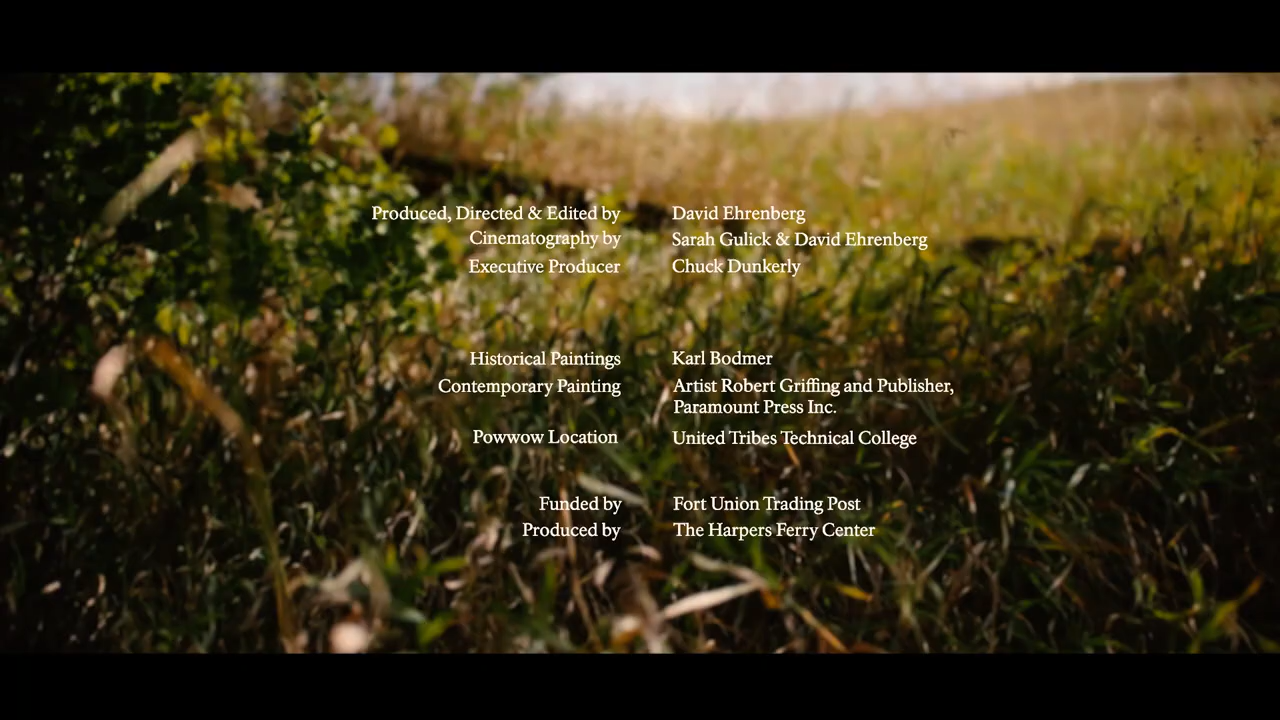 Produced, Directed & Edited by David Ehrenberg
Cinematography by Sarah Gulick & David Ehrenberg
Executive Producer Chuck Dunkerly
Historical Paintings Karl Bodmer
Contemporary Painting Artist Robert Griffing and Publisher,
Paramount Press Inc.
Powwow Location United Tribes Technical College
Funded by Fort Union Trading Post
Produced by The Harpers Ferry Center